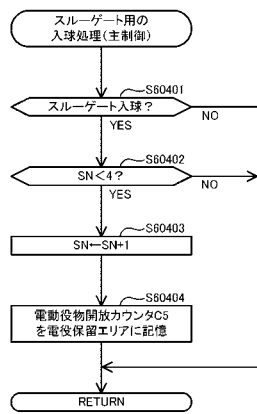 スルーゲート用の
入球処理(主制御)
S60401
スルーゲート入球?
NO
YES
S60402
SN<4?
NO
YES
S60403
SN←SN+1
S60404
電動役物開放カウンタC5
を電役保留エリアに記憶
RETURN